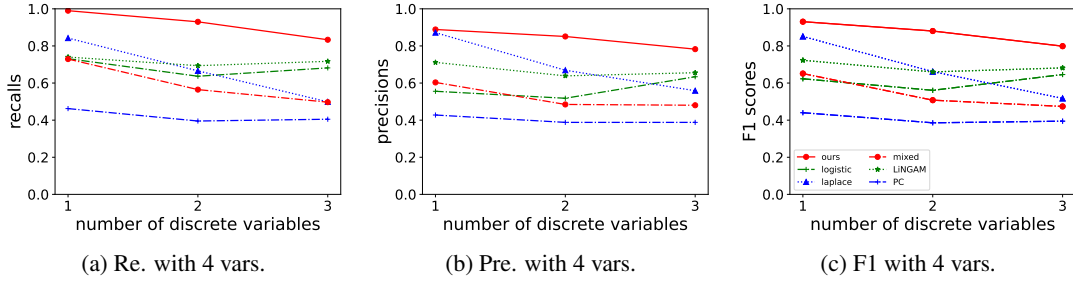 1.0
0.8
0.6
0.4
0.2
0.0
recalls
1 2 3
number of discrete variables
(a) Re. with 4 vars.
1.0
0.8
0.6
0.4
0.2
0.0
precisions
1 2 3
number of discrete variables
(b) Pre. with 4 vars.
1.0
0.8
0.6
0.4
0.2
0.0
F1 scores
ours mixed
logistic LiNGAM
laplace PC
1 2 3
number of discrete variables
(c) F1 with 4 vars.